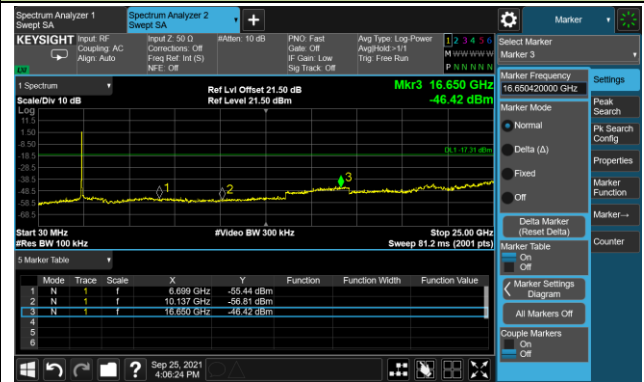 Spectrum Analyzer 1
Swept SA
Spectrum Analyzer 2
Swept SA
Marker
KEYSIGHT
Input: RF
Coupling: AC
Align: Auto
Input Z: 50 Ω
Corrections: Off
Freq Ref: Int (S)
NFE: Off
#Atten: 10 dB
PNO: Fast
Gate: Off
IF Gain: Low
Sig Track: Off
Avg Type: Log-Power
Avg|Hold:>1/1
Trig: Free Run
1 2 3 4 5 6
M W W W W W
P N N N N N
LNI
Select Marker
Marker 3
1 Spectrum
Ref Lvl Offset 21.50 dB
Mkr3 16.650 GHz
Scale/Div 10 dB
Ref Level 21.50 dBm
-46.42 dBm
Log
11.5
1.50
-8.50
-18.5
-28.5
-38.5
-48.5
-58.5
-68.5
DL1 -17.31 dBm
1
2
3
Start 30 MHz
#Video BW 300 kHz
Stop 25.00 GHz
#Res BW 100 kHz
Sweep 81.2 ms (2001 pts)
5 Marker Table
Mode Trace Scale X Y Function Function Width Function Value
1 N 1 f 6.699 GHz -55.44 dBm
2 N 1 f 10.137 GHz -56.81 dBm
3 N 1 f 16.650 GHz -46.42 dBm
4
5
6
Marker Frequency
16.650420000 GHz
Marker Mode
Normal
Delta (Δ)
Fixed
Off
Delta Marker
(Reset Delta)
Marker Table
On
Off
Marker Settings
Diagram
All Markers Off
Couple Markers
On
Off
Settings
Peak
Search
Pk Search
Config
Properties
Marker
Function
Marker→
Counter
?
Sep 25, 2021
4:06:24 PM